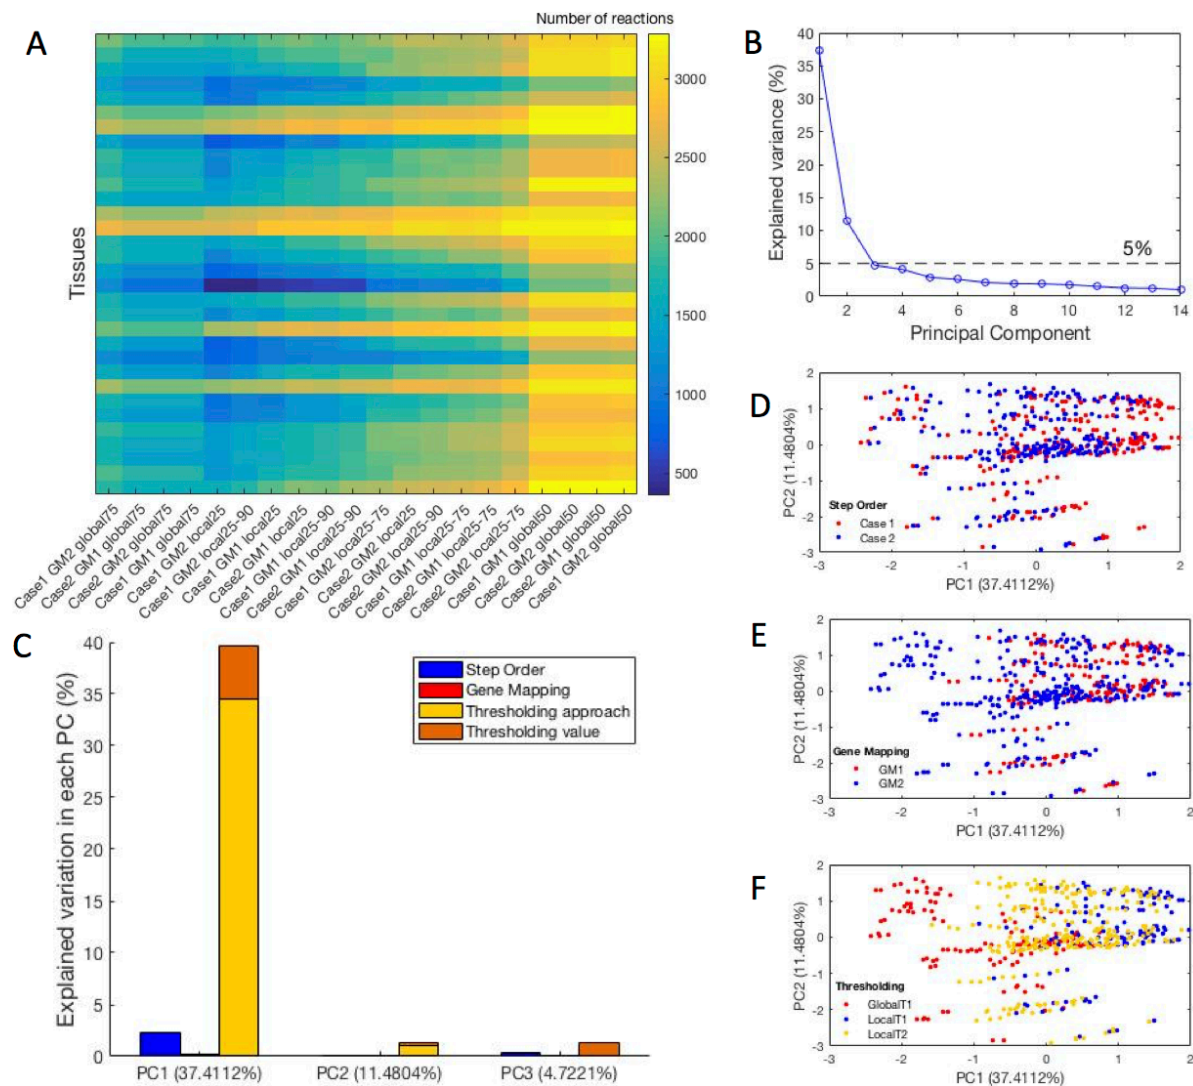 A
Number of reactions
3000
2500
2000
1500
1000
500
Tissues
Case1 GM2 global75
Case2 GM1 global75
Case2 GM2 global75
Case1 GM1 global75
Case1 GM2 local25
Case1 GM2 local25-90
Case1 GM1 local25
Case2 GM1 local25
Case1 GM1 local25-90
Case2 GM1 local25-90
Case1 GM2 local25-75
Case2 GM2 local25
Case2 GM2 local25-90
Case1 GM1 local25-75
Case2 GM1 local25-75
Case2 GM2 local25-75
Case1 GM1 global50
Case2 GM2 global50
Case2 GM1 global50
Case1 GM2 global50
B
40
35
30
25
20
15
10
5
0
5%
2 4 6 8 10 12 14
Explained variance (%)
Principal Component
C
40
35
30
25
20
15
10
5
0
Explained variation in each PC (%)
Step Order
Gene Mapping
Thresholding approach
Thresholding value
PC1 (37.4112%) PC2 (11.4804%) PC3 (4.7221%)
D
2
1
0
-1
-2
-3
PC2 (11.4804%)
Step Order
Case 1
Case 2
-3 -2 -1 0 1 2
PC1 (37.4112%)
E
2
1
0
-1
-2
-3
PC2 (11.4804%)
Gene Mapping
GM1
GM2
-3 -2 -1 0 1 2
PC1 (37.4112%)
F
2
1
0
-1
-2
-3
PC2 (11.4804%)
Thresholding
GlobalT1
LocalT1
LocalT2
-3 -2 -1 0 1 2
PC1 (37.4112%)